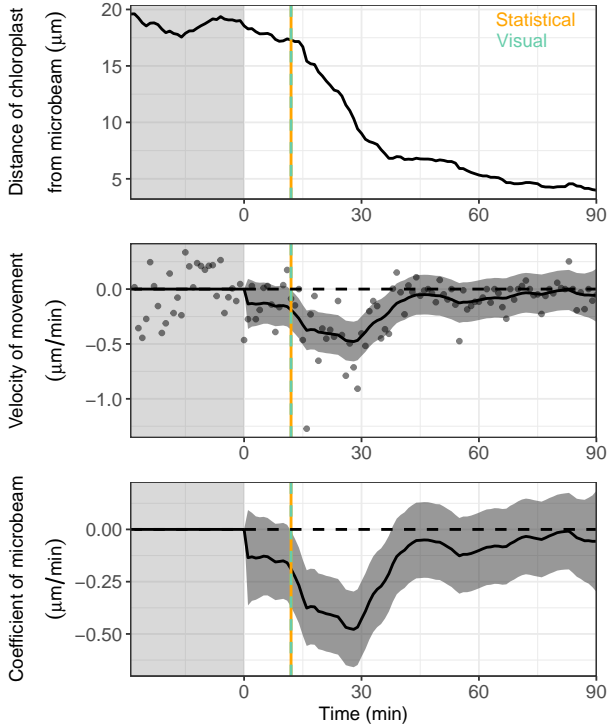 Distance of chloroplast
from microbeam (μm)
20
15
10
5
Statistical
Visual
0
30
60
90
Velocity of movement
(μm/min)
0.0
−0.5
−1.0
0
30
60
90
Coefficient of microbeam
(μm/min)
0.00
−0.25
−0.50
0
30
60
90
Time (min)